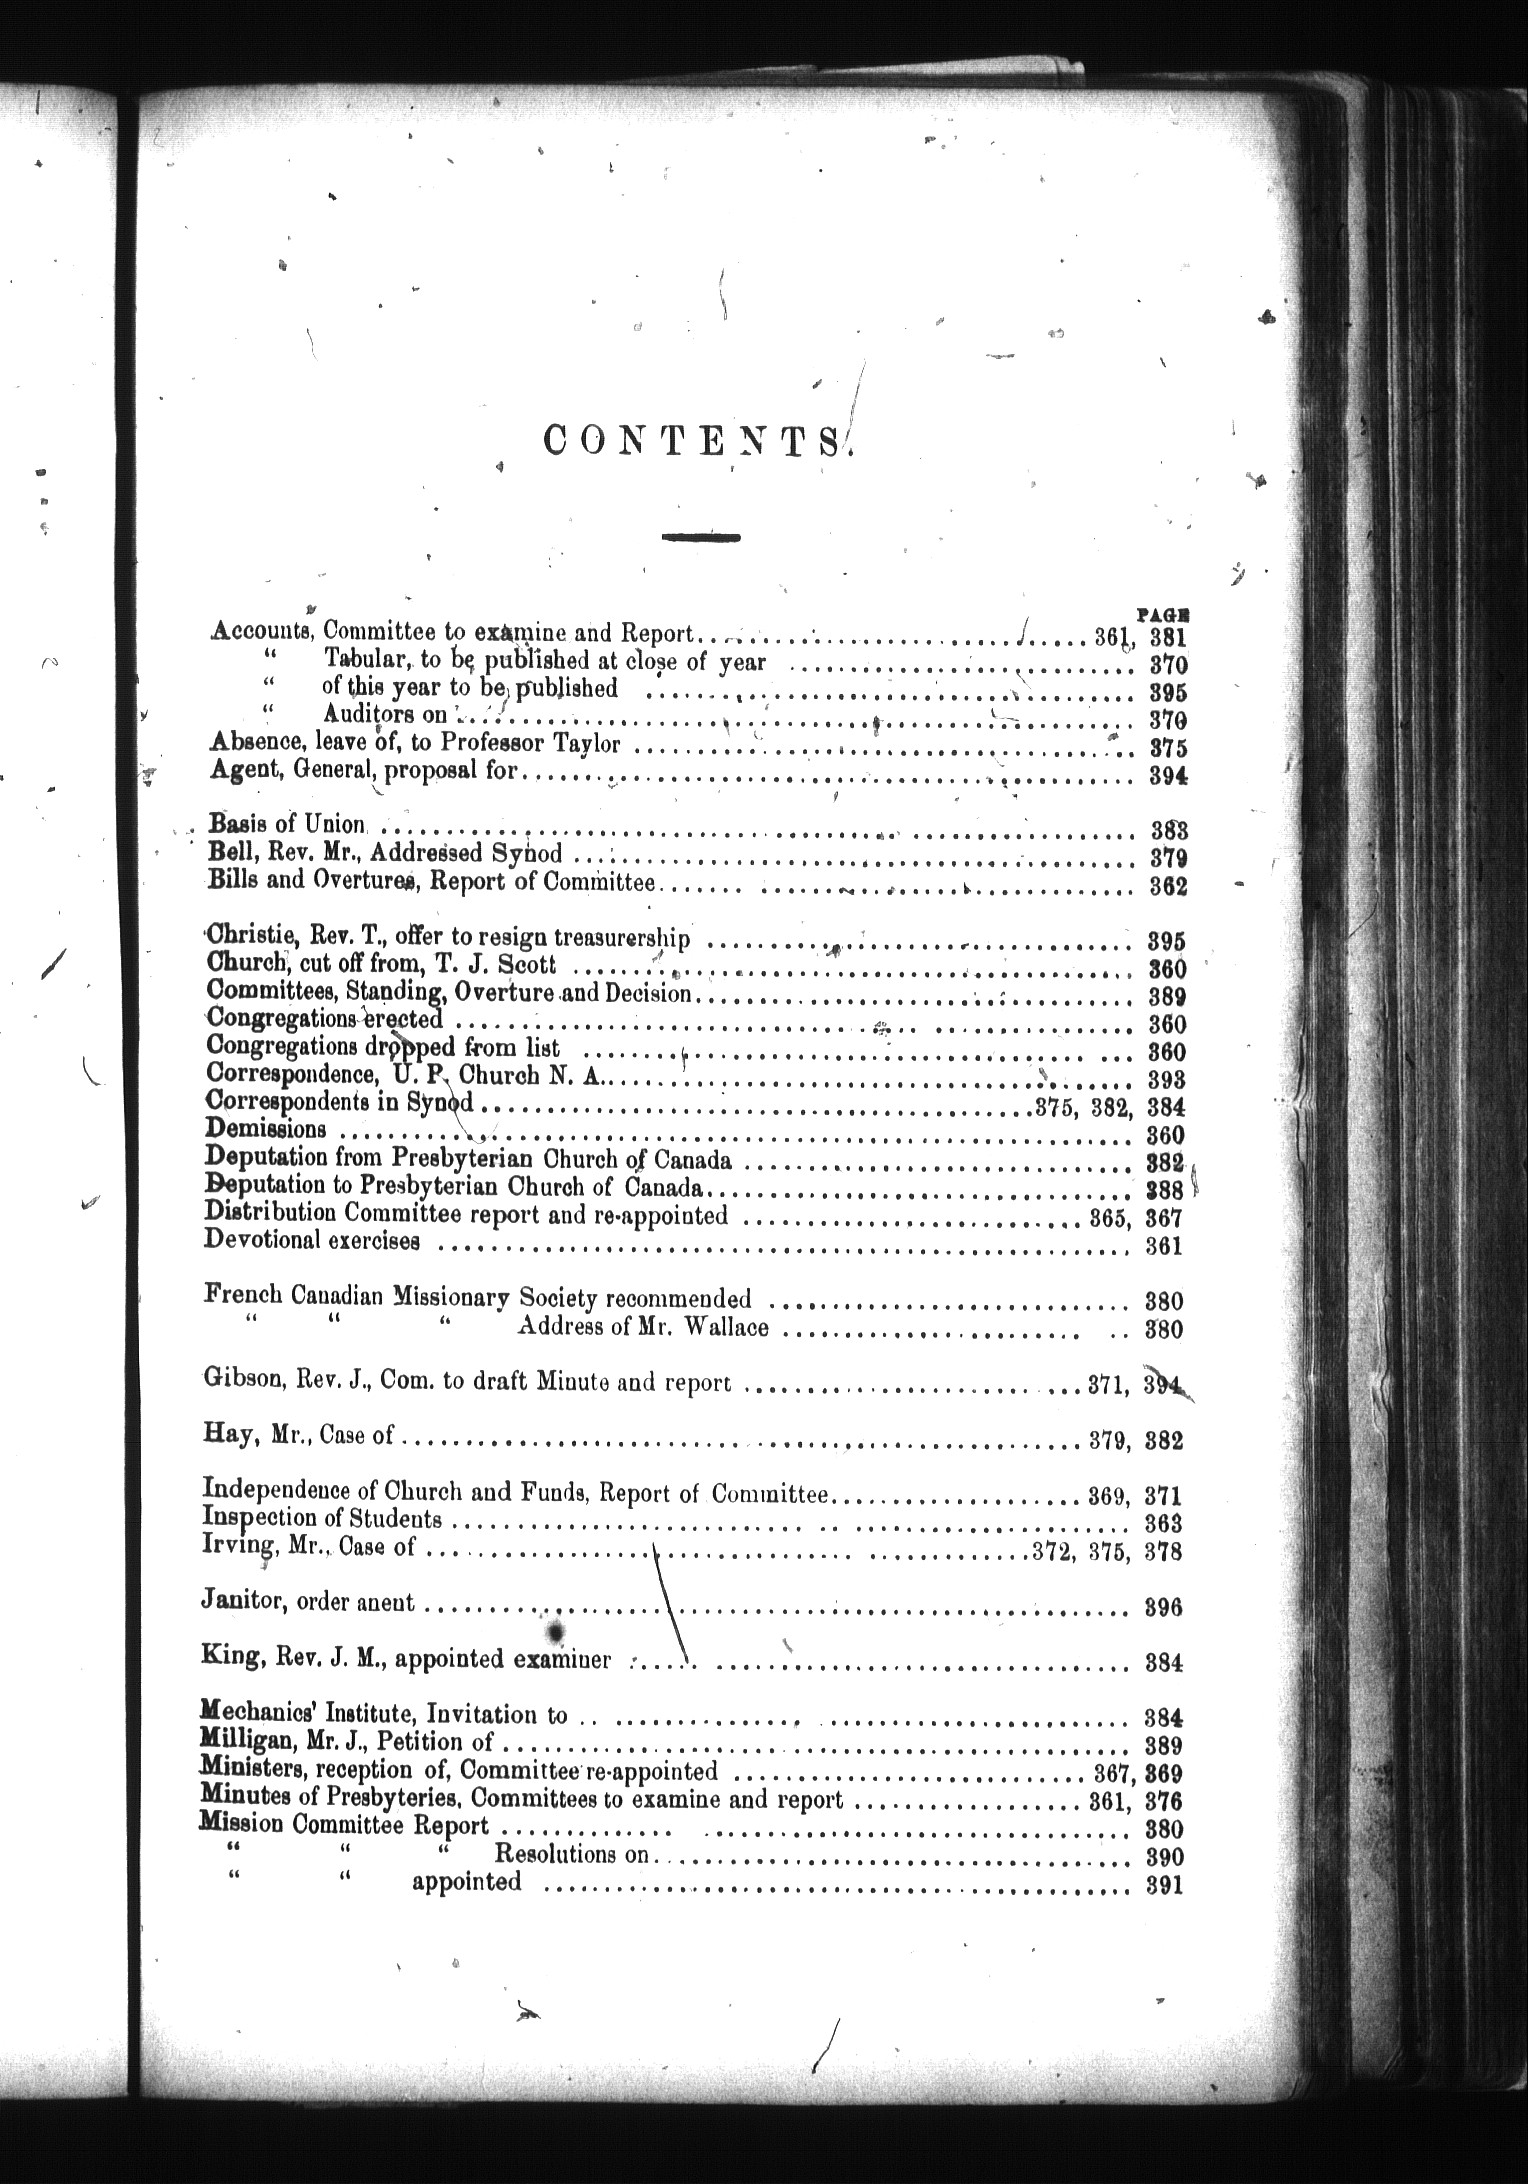 CONTENTS.
PAGE
Accounts, Committee to examine and Report.................................. 361, 381
“ Tabular, to be published at close of year .................................. 370
“ of this year to be published .................................. 395
“ Auditors on .................................. 370
Absence, leave of, to Professor Taylor .................................. 375
Agent, General, proposal for.................................. 394
Basis of Union .................................. 383
Bell, Rev. Mr., Addressed Synod .................................. 379
Bills and Overtures, Report of Committee.................................. 362
Christie, Rev. T., offer to resign treasurership .................................. 395
Church, cut off from, T. J. Scott .................................. 360
Committees, Standing, Overture and Decision.................................. 389
Congregations erected .................................. 360
Congregations dropped from list .................................. 360
Correspondence, U. P. Church N. A.................................. 393
Correspondents in Synod..................................375, 382, 384
Demissions .................................. 360
Deputation from Presbyterian Church of Canada .................................. 382
Deputation to Presbyterian Church of Canada.................................. 388
Distribution Committee report and re-appointed .................................. 365, 367
Devotional exercises .................................. 361
French Canadian Missionary Society recommended .................................. 380
“ “ “ Address of Mr. Wallace .................................. 380
Gibson, Rev. J., Com. to draft Minute and report .................................. 371, 394
Hay, Mr., Case of .................................. 379, 382
Independence of Church and Funds, Report of Committee.................................. 369, 371
Inspection of Students .................................. 363
Irving, Mr., Case of ..................................372, 375, 378
Janitor, order anent .................................. 396
King, Rev. J. M., appointed examiner .................................. 384
Mechanics' Institute, Invitation to .................................. 384
Milligan, Mr. J., Petition of .................................. 389
Ministers, reception of, Committee re-appointed .................................. 367, 369
Minutes of Presbyteries, Committees to examine and report .................................. 361, 376
Mission Committee Report .................................. 380
“ “ “ Resolutions on.................................. 390
“ “ appointed .................................. 391